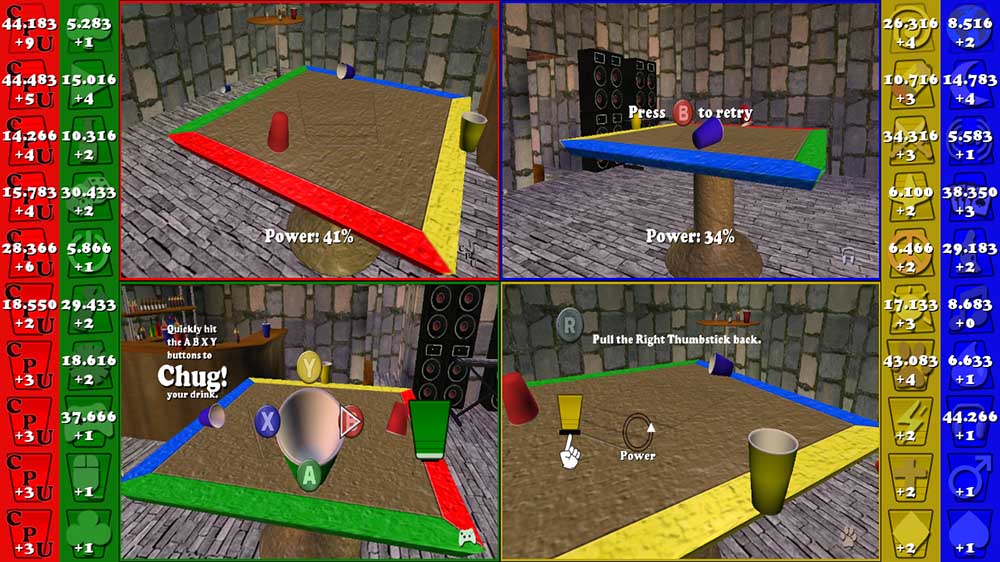 CPU
44.183
+9
5.283
+1
CPU
44.483
+5
15.016
+4
CPU
14.266
+4
10.316
+2
CPU
15.783
+4
30.433
+2
CPU
28.366
+6
5.866
+1
CPU
18.550
+2
29.433
+2
CPU
+3
18.616
+2
CPU
+3
37.666
+1
CPU
+3
+1
CPU
+3
+1
Power: 41%
Press B to retry
Power: 34%
Quickly hit
the A B X Y
buttons to
Chug!
your drink.
Y
X
A
R
Pull the Right Thumbstick back.
Power
26.316
+4
8.516
+2
10.716
+3
14.783
+4
34.316
+3
5.583
+1
6.100
+2
38.350
+3
6.466
+2
29.183
+2
17.133
+3
8.683
+0
43.083
+4
6.633
+1
+2
44.266
+1
+2
+1
+2
+1